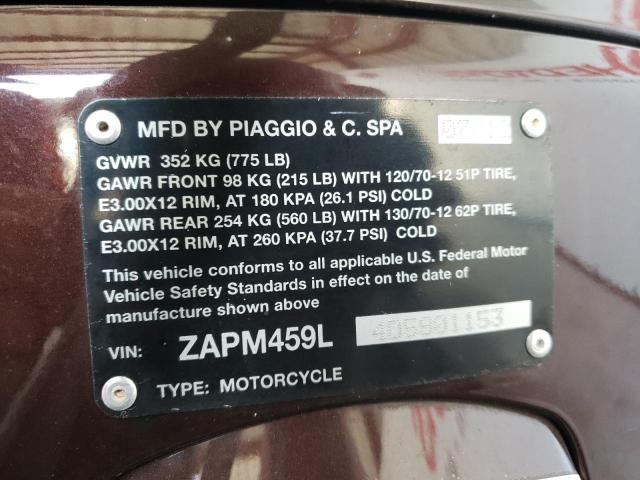 MFD BY PIAGGIO & C. SPA
GVWR 352 KG (775 LB)
GAWR FRONT 98 KG (215 LB) WITH 120/70-12 51P TIRE,
E3.00X12 RIM, AT 180 KPA (26.1 PSI) COLD
GAWR REAR 254 KG (560 LB) WITH 130/70-12 62P TIRE,
E3.00X12 RIM, AT 260 KPA (37.7 PSI) COLD
This vehicle conforms to all applicable U.S. Federal Motor
Vehicle Safety Standards in effect on the date of
manufacture shown above
VIN: ZAPM459L 4D5901153
TYPE: MOTORCYCLE